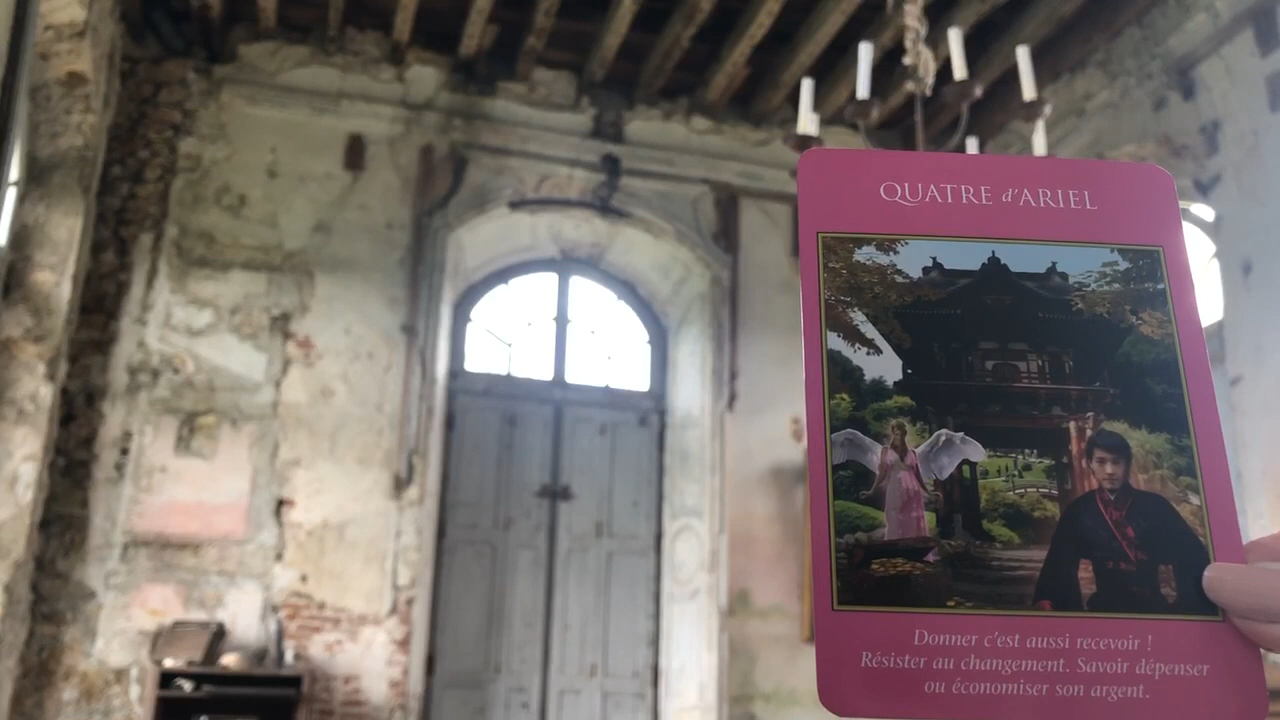 QUATRE d'ARIEL
Donner c'est aussi recevoir !
Résister au changement. Savoir dépenser
ou économiser son argent.